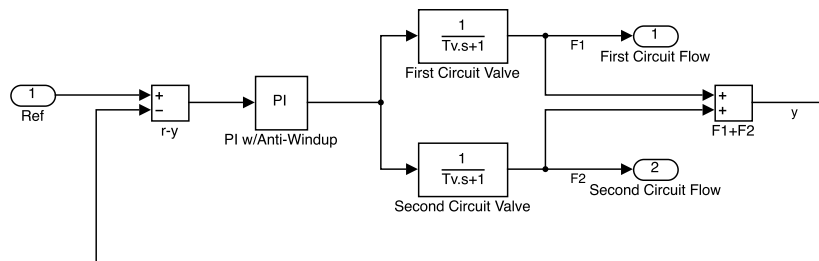 1
Ref
+
−
r-y
PI
PI w/Anti-Windup
1
Tv.s+1
First Circuit Valve
F1
1
First Circuit Flow
1
Tv.s+1
Second Circuit Valve
F2
2
Second Circuit Flow
+
+
F1+F2
y